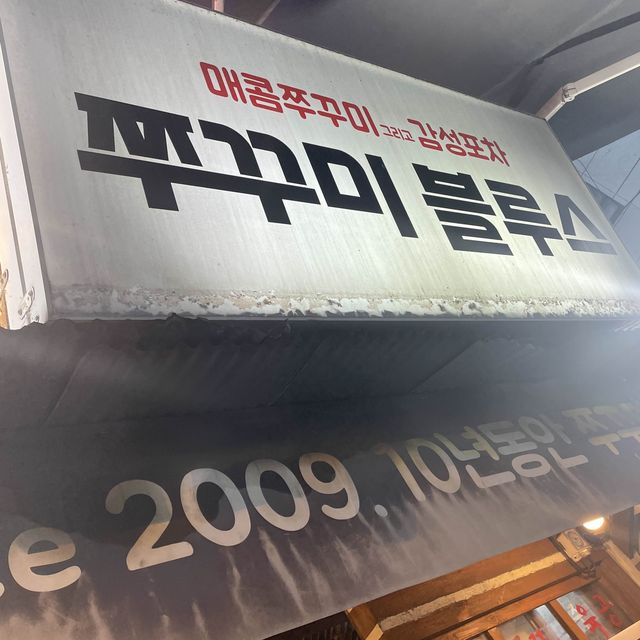 매콤쭈꾸미 그리고 감성포차
쭈꾸미 블루스
2009. 10년동안